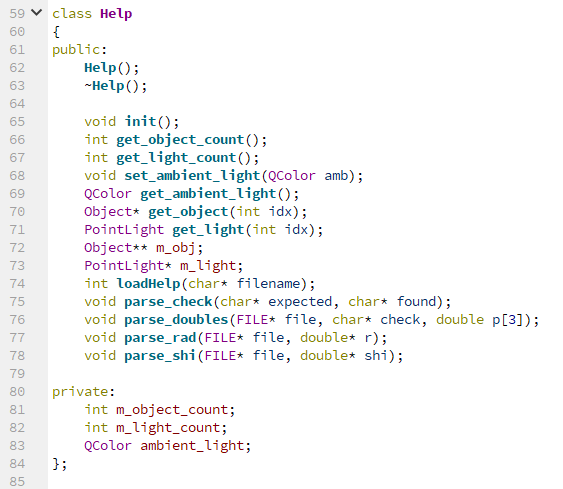 59 class Help
60 {
61 public:
62     Help();
63     ~Help();
64
65     void init();
66     int get_object_count();
67     int get_light_count();
68     void set_ambient_light(QColor amb);
69     QColor get_ambient_light();
70     Object* get_object(int idx);
71     PointLight get_light(int idx);
72     Object** m_obj;
73     PointLight* m_light;
74     int loadHelp(char* filename);
75     void parse_check(char* expected, char* found);
76     void parse_doubles(FILE* file, char* check, double p[3]);
77     void parse_rad(FILE* file, double* r);
78     void parse_shi(FILE* file, double* shi);
79
80 private:
81     int m_object_count;
82     int m_light_count;
83     QColor ambient_light;
84 };
85